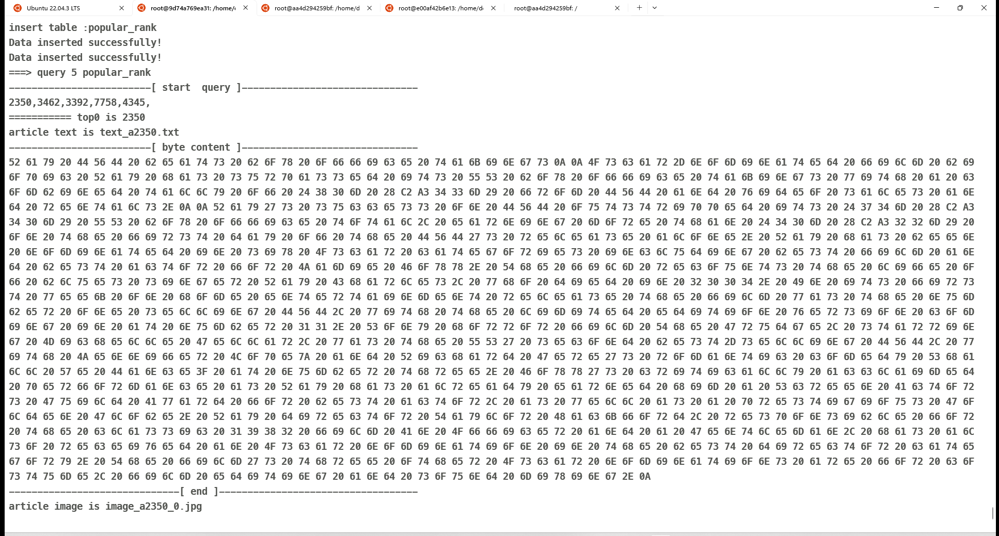 Ubuntu 22.04.3 LTS
root@9d74a769ea31: /home/
root@aa4d294259bf: /home/d
root@e00af42b6e13: /home/d
root@aa4d294259bf: /
insert table :popular_rank
Data inserted successfully!
Data inserted successfully!
===> query 5 popular_rank
-------------------------[ start  query ]-------------------------------
2350,3462,3392,7758,4345,
=========== top0 is 2350
article text is text_a2350.txt
-------------------------[ byte content ]-------------------------------
52 61 79 20 44 56 44 20 62 65 61 74 73 20 62 6F 78 20 6F 66 66 69 63 65 20 74 61 6B 69 6E 67 73 0A 0A 4F 73 63 61 72 2D 6E 6F 6D 69 6E 61 74 65 64 20 66 69 6C 6D 20 62 69
6F 70 69 63 20 52 61 79 20 68 61 73 20 73 75 72 70 61 73 73 65 64 20 69 74 73 20 55 53 20 62 6F 78 20 6F 66 66 69 63 65 20 74 61 6B 69 6E 67 73 20 77 69 74 68 20 61 20 63
6F 6D 62 69 6E 65 64 20 74 61 6C 6C 79 20 6F 66 20 24 38 30 6D 20 28 C2 A3 34 33 6D 29 20 66 72 6F 6D 20 44 56 44 20 61 6E 64 20 76 69 64 65 6F 20 73 61 6C 65 73 20 61 6E
64 20 72 65 6E 74 61 6C 73 2E 0A 0A 52 61 79 27 73 20 73 75 63 63 65 73 73 20 6F 6E 20 44 56 44 20 6F 75 74 73 74 72 69 70 70 65 64 20 69 74 73 20 24 37 34 6D 20 28 C2 A3
34 30 6D 29 20 55 53 20 62 6F 78 20 6F 66 66 69 63 65 20 74 6F 74 61 6C 2C 20 65 61 72 6E 69 6E 67 20 6D 6F 72 65 20 74 68 61 6E 20 24 34 30 6D 20 28 C2 A3 32 32 6D 29 20
6F 6E 20 74 68 65 20 66 69 72 73 74 20 64 61 79 20 6F 66 20 74 68 65 20 44 56 44 27 73 20 72 65 6C 65 61 73 65 20 61 6C 6F 6E 65 2E 20 52 61 79 20 68 61 73 20 62 65 65 6E
20 6E 6F 6D 69 6E 61 74 65 64 20 69 6E 20 73 69 78 20 4F 73 63 61 72 20 63 61 74 65 67 6F 72 69 65 73 20 69 6E 63 6C 75 64 69 6E 67 20 62 65 73 74 20 66 69 6C 6D 20 61 6E
64 20 62 65 73 74 20 61 63 74 6F 72 20 66 6F 72 20 4A 61 6D 69 65 20 46 6F 78 78 2E 20 54 68 65 20 66 69 6C 6D 20 72 65 63 6F 75 6E 74 73 20 74 68 65 20 6C 69 66 65 20 6F
66 20 62 6C 75 65 73 20 73 69 6E 67 65 72 20 52 61 79 20 43 68 61 72 6C 65 73 2C 20 77 68 6F 20 64 69 65 64 20 69 6E 20 32 30 30 34 2E 20 49 6E 20 69 74 73 20 66 69 72 73
74 20 77 65 65 6B 20 6F 6E 20 68 6F 6D 65 20 65 6E 74 65 72 74 61 69 6E 6D 65 6E 74 20 72 65 6C 65 61 73 65 20 74 68 65 20 66 69 6C 6D 20 77 61 73 20 74 68 65 20 6E 75 6D
62 65 72 20 6F 6E 65 20 73 65 6C 6C 69 6E 67 20 44 56 44 2C 20 77 69 74 68 20 74 68 65 20 6C 69 6D 69 74 65 64 20 65 64 69 74 69 6F 6E 20 76 65 72 73 69 6F 6E 20 63 6F 6D
69 6E 67 20 69 6E 20 61 74 20 6E 75 6D 62 65 72 20 31 31 2E 20 53 6F 6E 79 20 68 6F 72 72 6F 72 20 66 69 6C 6D 20 54 68 65 20 47 72 75 64 67 65 2C 20 73 74 61 72 72 69 6E
67 20 4D 69 63 68 65 6C 6C 65 20 47 65 6C 6C 61 72 2C 20 77 61 73 20 74 68 65 20 55 53 27 20 73 65 63 6F 6E 64 20 62 65 73 74 2D 73 65 6C 6C 69 6E 67 20 44 56 44 2C 20 77
69 74 68 20 4A 65 6E 6E 69 66 65 72 20 4C 6F 70 65 7A 20 61 6E 64 20 52 69 63 68 61 72 64 20 47 65 72 65 27 73 20 72 6F 6D 61 6E 74 69 63 20 63 6F 6D 65 64 79 20 53 68 61
6C 6C 20 57 65 20 44 61 6E 63 65 3F 20 61 74 20 6E 75 6D 62 65 72 20 74 68 72 65 65 2E 20 46 6F 78 78 27 73 20 63 72 69 74 69 63 61 6C 6C 79 20 61 63 63 6C 61 69 6D 65 64
20 70 65 72 66 6F 72 6D 61 6E 63 65 20 61 73 20 52 61 79 20 68 61 73 20 61 6C 72 65 61 64 79 20 65 61 72 6E 65 64 20 68 69 6D 20 61 20 53 63 72 65 65 6E 20 41 63 74 6F 72
73 20 47 75 69 6C 64 20 41 77 61 72 64 20 66 6F 72 20 62 65 73 74 20 61 63 74 6F 72 2C 20 61 73 20 77 65 6C 6C 20 61 73 20 61 20 70 72 65 73 74 69 67 69 6F 75 73 20 47 6F
6C 64 65 6E 20 47 6C 6F 62 65 2E 20 52 61 79 20 64 69 72 65 63 74 6F 72 20 54 61 79 6C 6F 72 20 48 61 63 6B 66 6F 72 64 2C 20 72 65 73 70 6F 6E 73 69 62 6C 65 20 66 6F 72
20 74 68 65 20 63 6C 61 73 73 69 63 20 31 39 38 32 20 66 69 6C 6D 20 41 6E 20 4F 66 66 69 63 65 72 20 61 6E 64 20 61 20 47 65 6E 74 6C 65 6D 61 6E 2C 20 68 61 73 20 61 6C
73 6F 20 72 65 63 65 69 76 65 64 20 61 6E 20 4F 73 63 61 72 20 6E 6F 6D 69 6E 61 74 69 6F 6E 20 69 6E 20 74 68 65 20 62 65 73 74 20 64 69 72 65 63 74 6F 72 20 63 61 74 65
67 6F 72 79 2E 20 54 68 65 20 66 69 6C 6D 27 73 20 74 68 72 65 65 20 6F 74 68 65 72 20 4F 73 63 61 72 20 6E 6F 6D 69 6E 61 74 69 6F 6E 73 20 61 72 65 20 66 6F 72 20 63 6F
73 74 75 6D 65 2C 20 66 69 6C 6D 20 65 64 69 74 69 6E 67 20 61 6E 64 20 73 6F 75 6E 64 20 6D 69 78 69 6E 67 2E 0A
------------------------------[ end ]-----------------------------------
article image is image_a2350_0.jpg